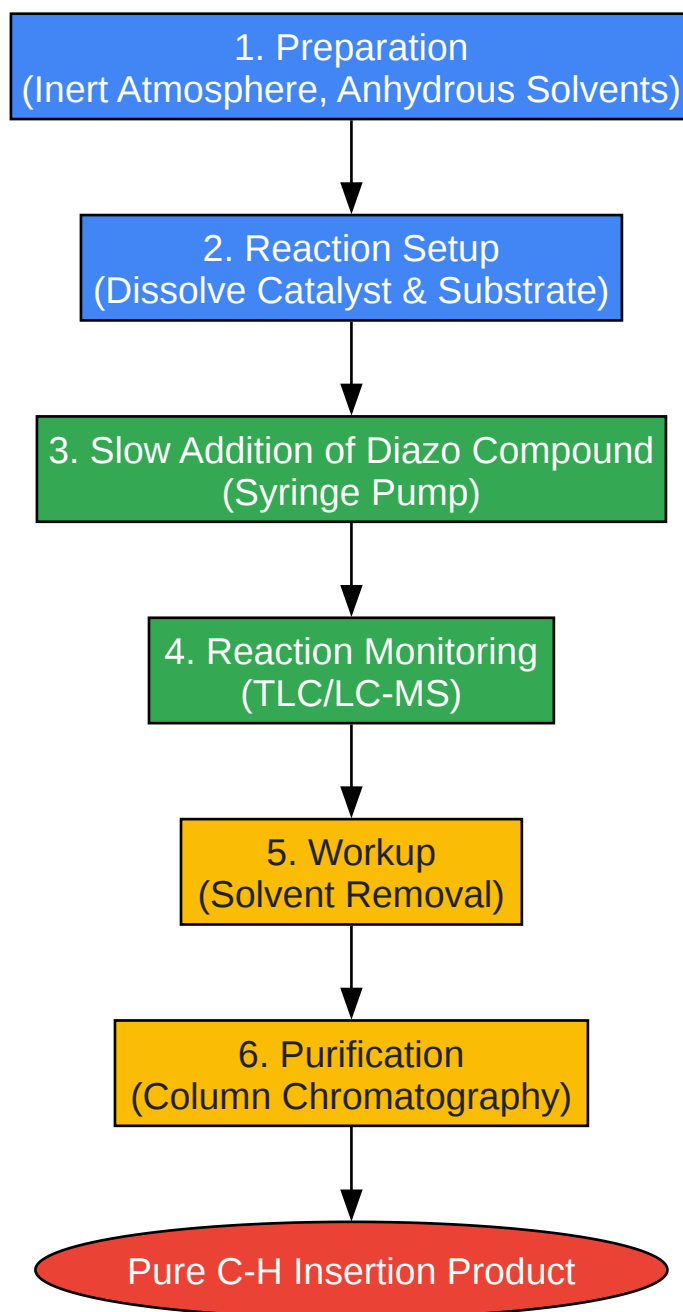 1. Preparation
(Inert Atmosphere, Anhydrous Solvents)
2. Reaction Setup
(Dissolve Catalyst & Substrate)
3. Slow Addition of Diazo Compound
(Syringe Pump)
4. Reaction Monitoring
(TLC/LC-MS)
5. Workup
(Solvent Removal)
6. Purification
(Column Chromatography)
Pure C-H Insertion Product